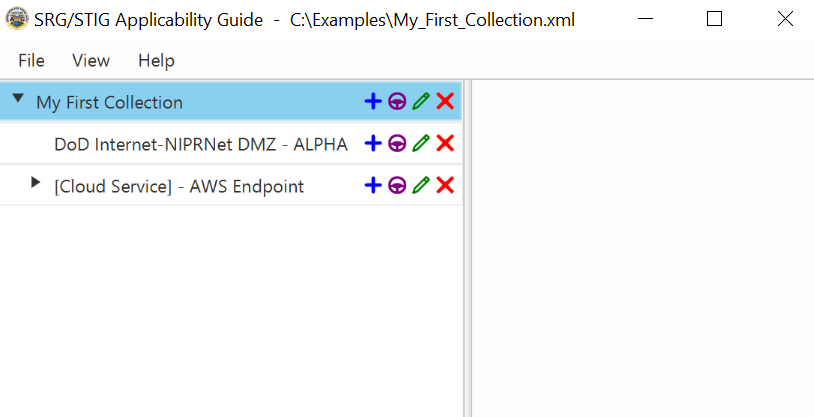 SRG/STIG Applicability Guide - C:\Examples\My_First_Collection.xml
File View Help
My First Collection
DoD Internet-NIPRNet DMZ - ALPHA
[Cloud Service] - AWS Endpoint